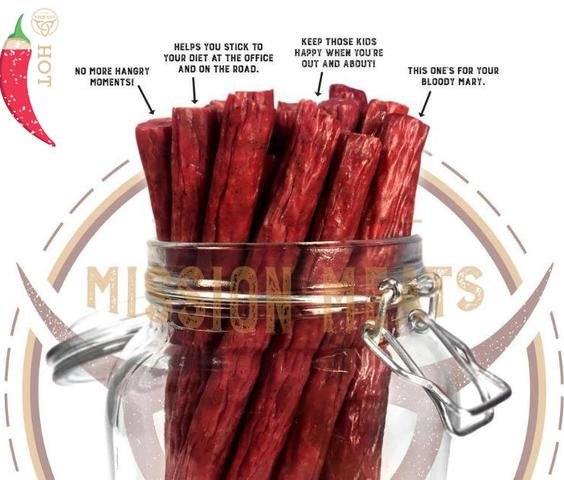 HOT
KEEP THOSE KIDS
HAPPY WHEN YOU'RE
OUT AND ABOUT!
HELPS YOU STICK TO
YOUR DIET AT THE OFFICE
AND ON THE ROAD.
NO MORE HANGRY
MOMENTS!
THIS ONE'S FOR YOUR
BLOODY MARY.
MISSION MEATS